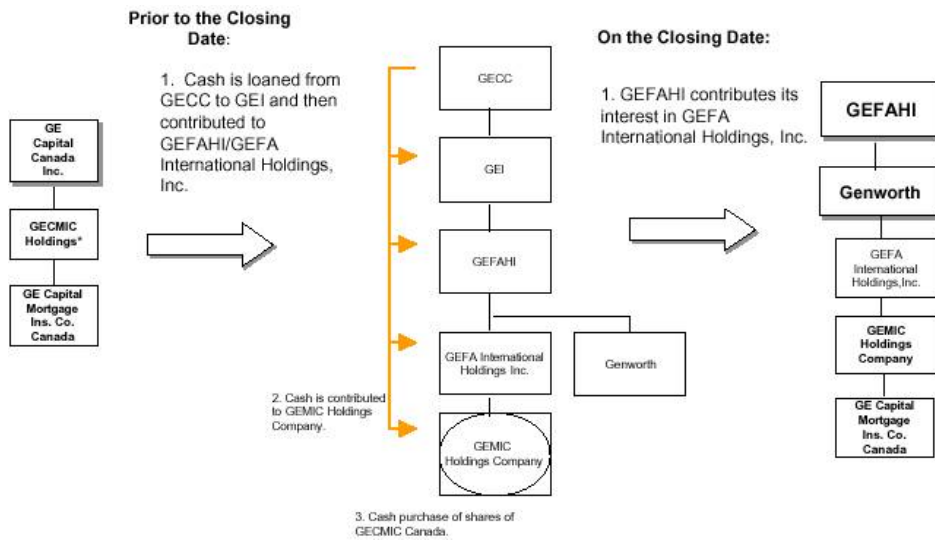 Prior to the Closing
Date:
1. Cash is loaned from
GECC to GEI and then
contributed to
GEFAHI/GEFA
International Holdings,
Inc.
GE
Capital
Canada
Inc.
GECMIC
Holdings*
GE Capital
Mortgage
Ins. Co.
Canada
GECC
GEI
GEFAHI
GEFA International
Holdings Inc.
Genworth
2. Cash is contributed
to GEMIC Holdings
Company.
GEMIC
Holdings Company
3. Cash purchase of shares of
GECMIC Canada.
On the Closing Date:
1. GEFAHI contributes its
interest in GEFA
International Holdings, Inc.
GEFAHI
Genworth
GEFA
International
Holdings,Inc.
GEMIC
Holdings
Company
GE Capital
Mortgage
Ins. Co.
Canada